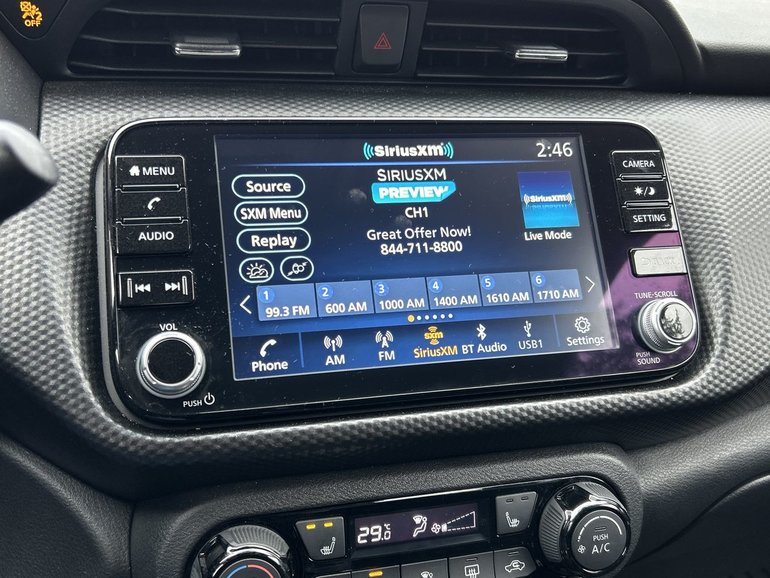 OFF
MENU
AUDIO
VOL
PUSH
SiriusXM
2:46
Source
SXM Menu
Replay
SIRIUSXM
PREVIEW
CH1
Great Offer Now!
844-711-8800
SiriusXM
Live Mode
1 99.3 FM
2 600 AM
3 1000 AM
4 1400 AM
5 1610 AM
6 1710 AM
Phone
AM
FM
sxm
SiriusXM
BT Audio
USB1
Settings
CAMERA
SETTING
BACK
TUNE·SCROLL
PUSH
SOUND
29.0°C
PUSH
A/C